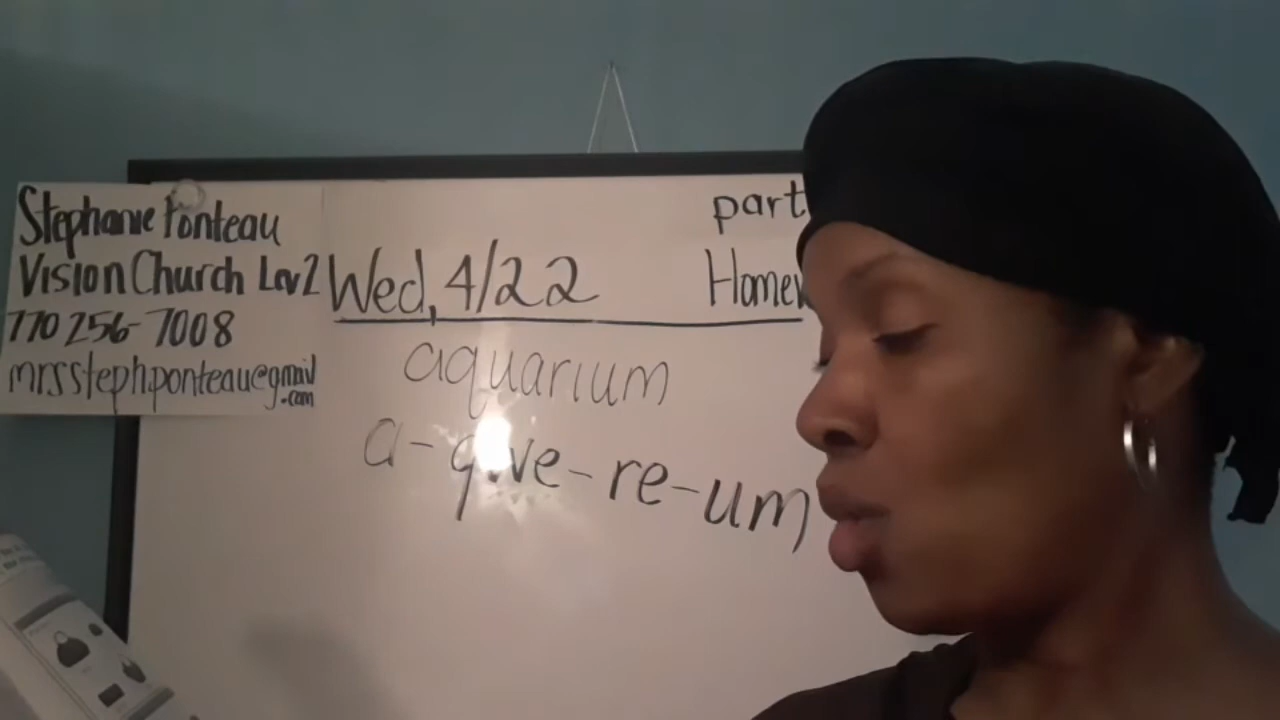 Stephanie Ponteau
Vision Church Lev2
770 256-7008
mrsstephponteau@gmail
.com
part
Wed, 4/22
Homew
aquarium
a-qwe-re-um